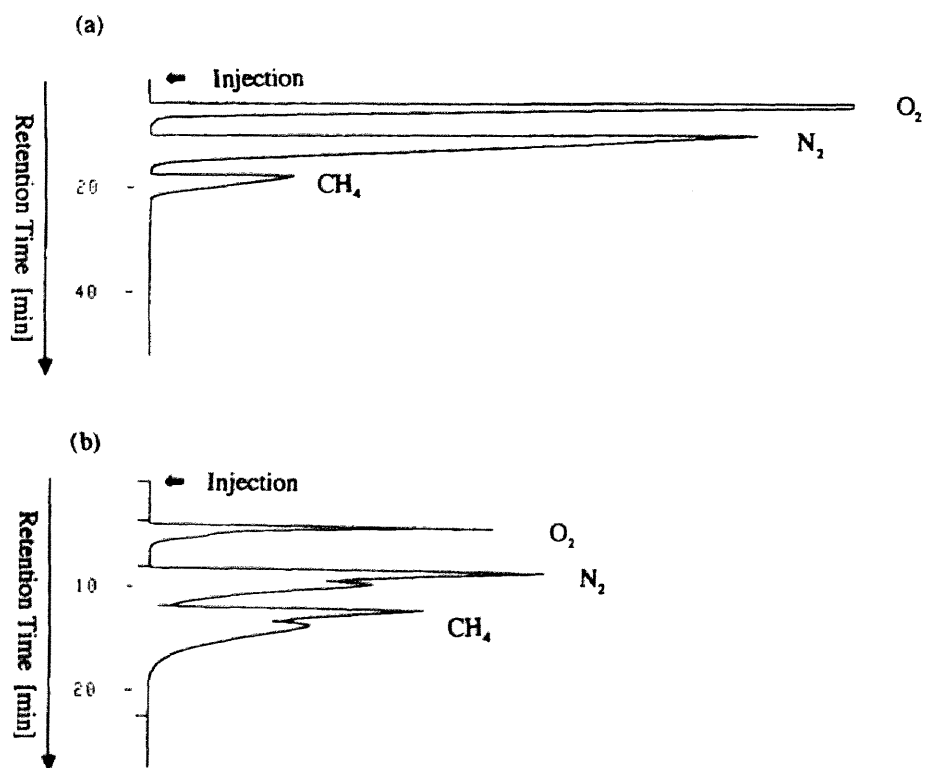 (a)
Injection
O₂
N₂
CH₄
20
40
Retention Time [min]
(b)
Injection
O₂
N₂
CH₄
10
20
Retention Time [min]